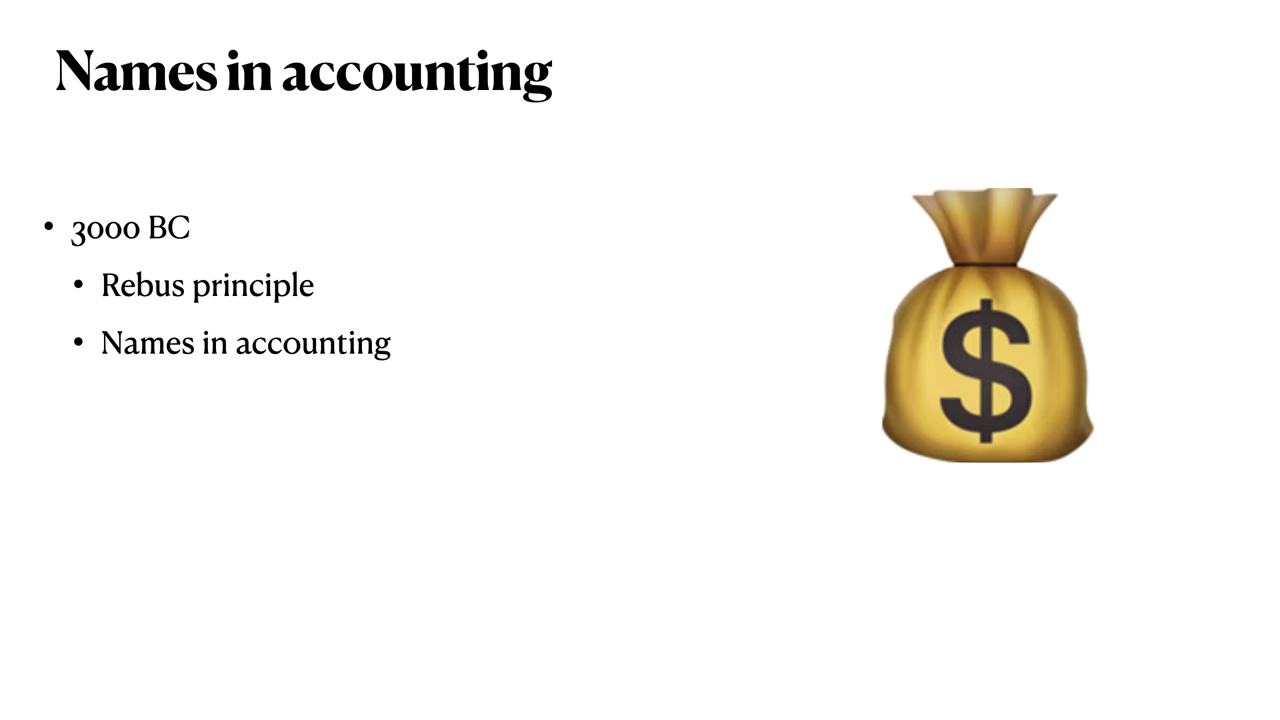 Names in accounting
• 3000 BC
• Rebus principle
• Names in accounting
$